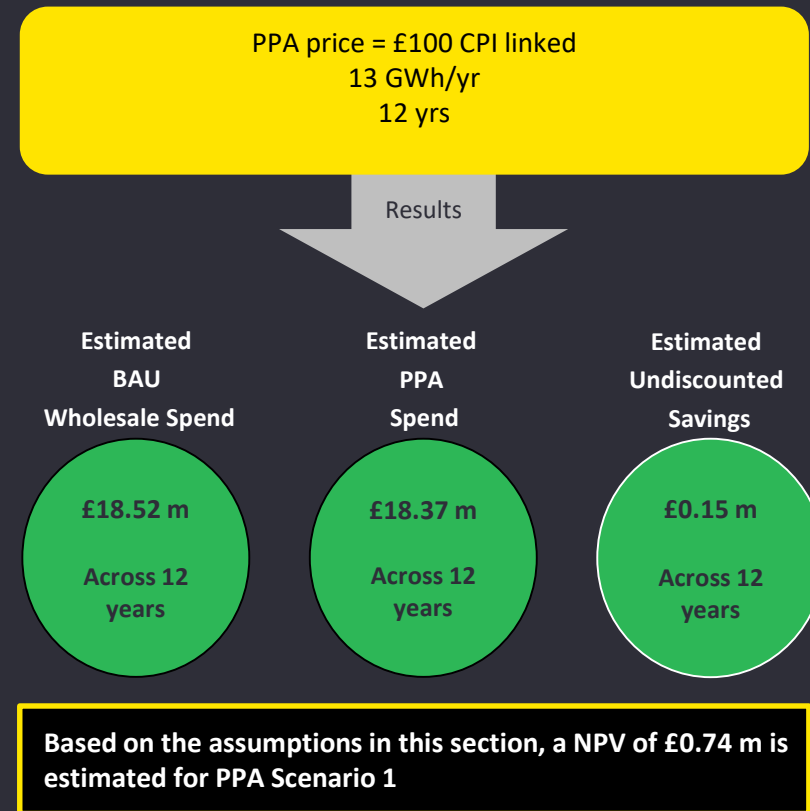 PPA price = £100 CPI linked
13 GWh/yr
12 yrs
Results
Estimated
BAU
Wholesale Spend
Estimated
PPA
Spend
Estimated
Undiscounted
Savings
£18.52 m
Across 12
years
£18.37 m
Across 12
years
£0.15 m
Across 12
years
Based on the assumptions in this section, a NPV of £0.74 m is
estimated for PPA Scenario 1